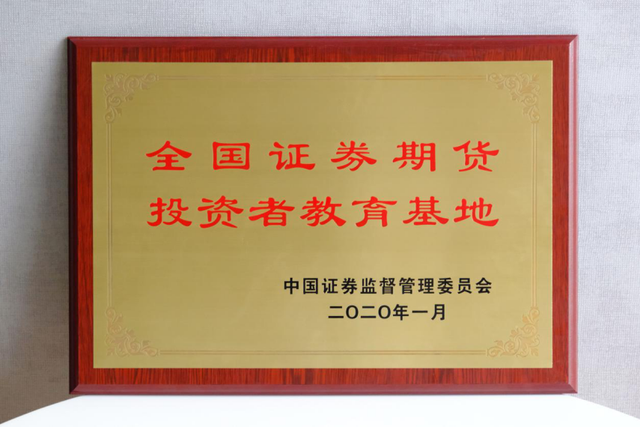 全国证券期货
投资者教育基地
中国证券监督管理委员会
二〇二〇年一月